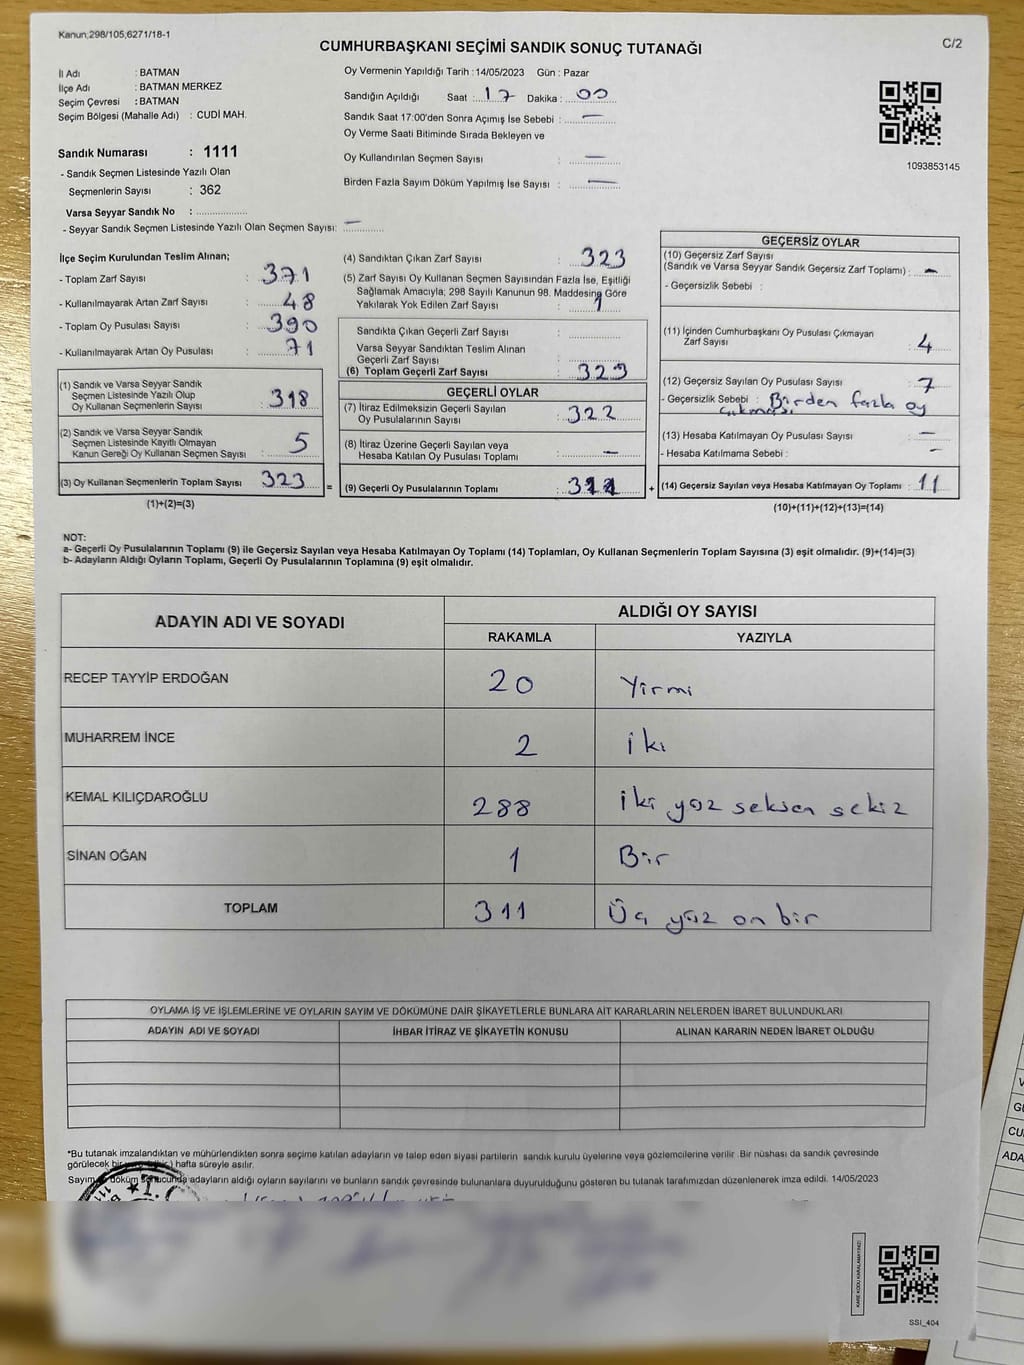 Kanun;298/105,6271/18-1
C/2
CUMHURBAŞKANI SEÇİMİ SANDIK SONUÇ TUTANAĞI
İl Adı : BATMAN
İlçe Adı : BATMAN MERKEZ
Seçim Çevresi : BATMAN
Seçim Bölgesi (Mahalle Adı) : CUDİ MAH.
Sandık Numarası : 1111
- Sandık Seçmen Listesinde Yazılı Olan
Seçmenlerin Sayısı : 362
Varsa Seyyar Sandık No :
- Seyyar Sandık Seçmen Listesinde Yazılı Olan Seçmen Sayısı: —
Oy Vermenin Yapıldığı Tarih : 14/05/2023 Gün : Pazar
Sandığın Açıldığı Saat : 17 Dakika : 00
Sandık Saat 17:00'den Sonra Açımış İse Sebebi : —
Oy Verme Saati Bitiminde Sırada Bekleyen ve
Oy Kullandırılan Seçmen Sayısı : —
Birden Fazla Sayım Döküm Yapılmış İse Sayısı : —
1093853145
İlçe Seçim Kurulundan Teslim Alınan;
- Toplam Zarf Sayısı : 371
- Kullanılmayarak Artan Zarf Sayısı : 48
- Toplam Oy Pusulası Sayısı : 390
- Kullanılmayarak Artan Oy Pusulası : 71
(1) Sandık ve Varsa Seyyar Sandık
Seçmen Listesinde Yazılı Olup
Oy Kullanan Seçmenlerin Sayısı : 318
(2) Sandık ve Varsa Seyyar Sandık
Seçmen Listesinde Kayıtlı Olmayan
Kanun Gereği Oy Kullanan Seçmen Sayısı : 5
(3) Oy Kullanan Seçmenlerin Toplam Sayısı : 323 =
(1)+(2)=(3)
(4) Sandıktan Çıkan Zarf Sayısı : 323
(5) Zarf Sayısı Oy Kullanan Seçmen Sayısından Fazla İse, Eşitliği
Sağlamak Amacıyla; 298 Sayılı Kanunun 98. Maddesine Göre
Yakılarak Yok Edilen Zarf Sayısı : 1
Sandıkta Çıkan Geçerli Zarf Sayısı :
Varsa Seyyar Sandıktan Teslim Alınan
Geçerli Zarf Sayısı :
(6) Toplam Geçerli Zarf Sayısı : 323
GEÇERLİ OYLAR
(7) İtiraz Edilmeksizin Geçerli Sayılan
Oy Pusulalarının Sayısı : 322
(8) İtiraz Üzerine Geçerli Sayılan veya
Hesaba Katılan Oy Pusulası Toplamı : —
(9) Geçerli Oy Pusulalarının Toplamı : +
GEÇERSİZ OYLAR
(10) Geçersiz Zarf Sayısı
(Sandık ve Varsa Seyyar Sandık Geçersiz Zarf Toplamı) : —
- Geçersizlik Sebebi :
(11) İçinden Cumhurbaşkanı Oy Pusulası Çıkmayan
Zarf Sayısı : 4
(12) Geçersiz Sayılan Oy Pusulası Sayısı : 7
- Geçersizlik Sebebi : Birden fazla oy
çıkması
(13) Hesaba Katılmayan Oy Pusulası Sayısı : —
- Hesaba Katılmama Sebebi : —
(14) Geçersiz Sayılan veya Hesaba Katılmayan Oy Toplamı : 11
(10)+(11)+(12)+(13)=(14)
NOT:
a- Geçerli Oy Pusulalarının Toplamı (9) ile Geçersiz Sayılan veya Hesaba Katılmayan Oy Toplamı (14) Toplamları, Oy Kullanan Seçmenlerin Toplam Sayısına (3) eşit olmalıdır. (9)+(14)=(3)
b- Adayların Aldığı Oyların Toplamı, Geçerli Oy Pusulalarının Toplamına (9) eşit olmalıdır.
ADAYIN ADI VE SOYADI
ALDIĞI OY SAYISI
RAKAMLA YAZIYLA
RECEP TAYYİP ERDOĞAN 20 Yirmi
MUHARREM İNCE 2 iki
KEMAL KILIÇDAROĞLU 288 iki yüz seksen sekiz
SİNAN OĞAN 1 Bir
TOPLAM 311 Üç yüz on bir
OYLAMA İŞ VE İŞLEMLERİNE VE OYLARIN SAYIM VE DÖKÜMÜNE DAİR ŞİKAYETLERLE BUNLARA AİT KARARLARIN NELERDEN İBARET BULUNDUKLARI
ADAYIN ADI VE SOYADI İHBAR İTİRAZ VE ŞİKAYETİN KONUSU ALINAN KARARIN NEDEN İBARET OLDUĞU
*Bu tutanak imzalandıktan ve mühürlendikten sonra seçime katılan adayların ve talep eden siyasi partilerin sandık kurulu üyelerine veya gözlemcilerine verilir .Bir nüshası da sandık çevresinde
görülecek bir hafta süreyle asılır.
Sayım döküm sonucunda adayların aldığı oyların sayılarını ve bunların sandık çevresinde bulunanlara duyurulduğunu gösteren bu tutanak tarafımızdan düzenlenerek imza edildi. 14/05/2023
KARE KODU KARALAMAYINIZ!
SSİ_404
V
CU
ADA